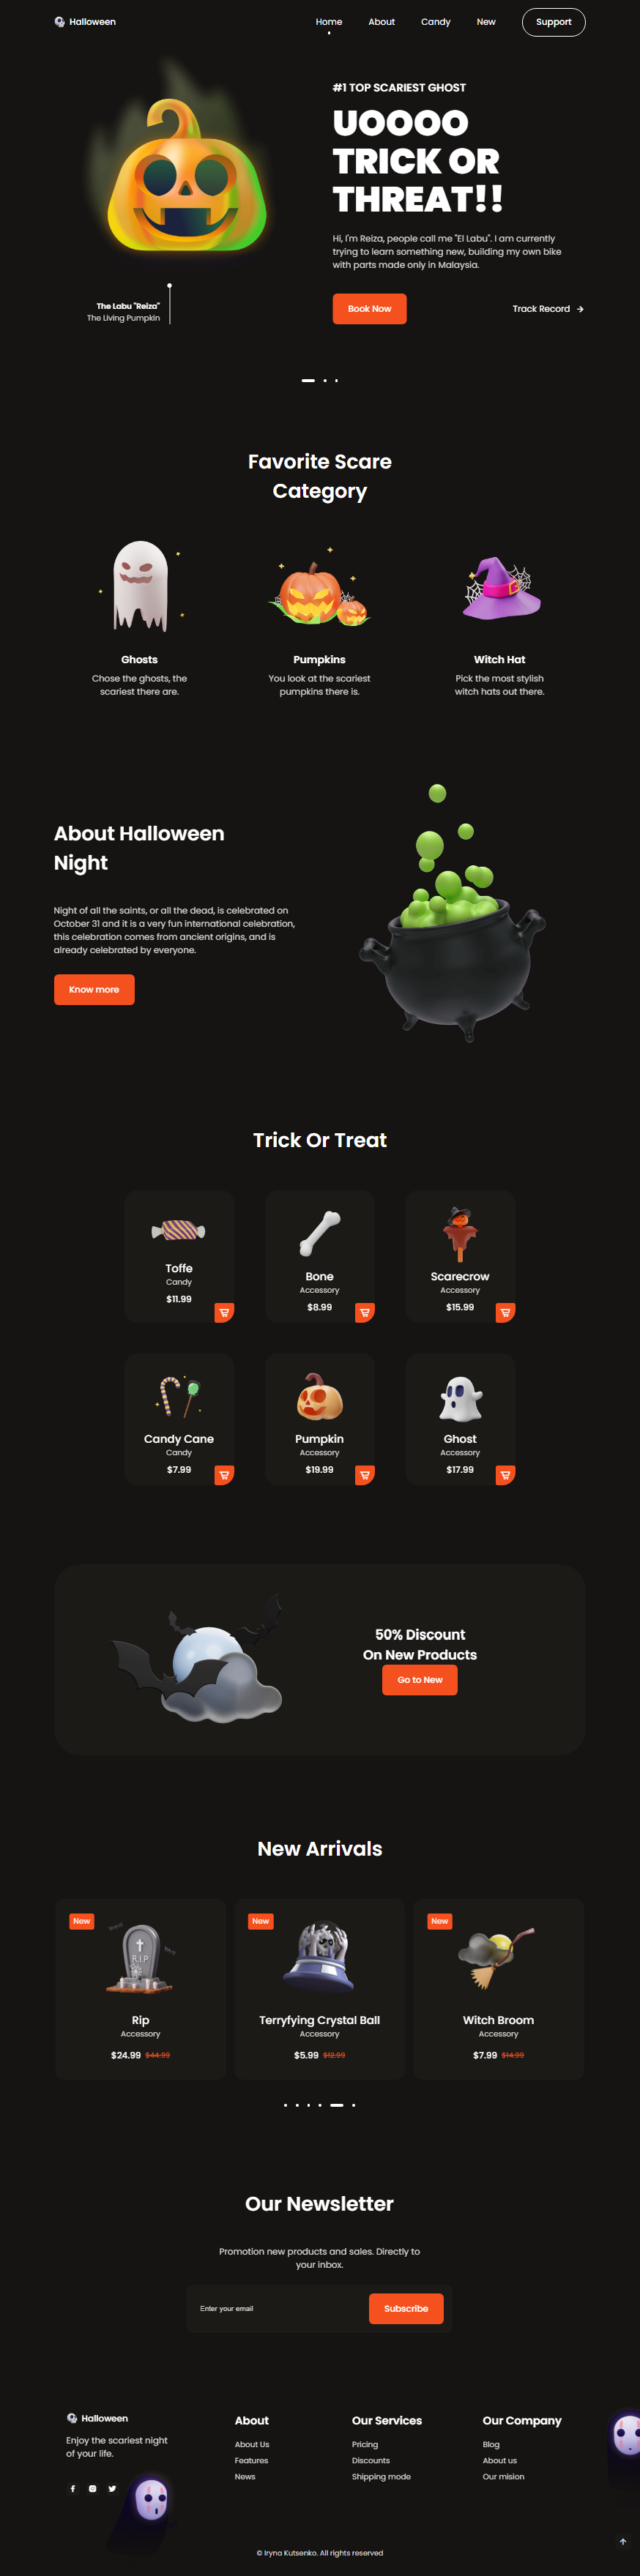 Halloween
Home About Candy New Support
#1 TOP SCARIEST GHOST
UOOOO
TRICK OR
THREAT!!
Hi, I'm Reiza, people call me "El Labu". I am currently
trying to learn something new, building my own bike
with parts made only in Malaysia.
Book Now
Track Record
The Labu "Reiza"
The Living Pumpkin
Favorite Scare
Category
Ghosts
Chose the ghosts, the
scariest there are.
Pumpkins
You look at the scariest
pumpkins there is.
Witch Hat
Pick the most stylish
witch hats out there.
About Halloween
Night
Night of all the saints, or all the dead, is celebrated on
October 31 and it is a very fun international celebration,
this celebration comes from ancient origins, and is
already celebrated by everyone.
Know more
Trick Or Treat
Toffe
Candy
$11.99
Bone
Accessory
$8.99
Scarecrow
Accessory
$15.99
Candy Cane
Candy
$7.99
Pumpkin
Accessory
$19.99
Ghost
Accessory
$17.99
50% Discount
On New Products
Go to New
New Arrivals
New
R.I.P
Rip
Accessory
$24.99 $44.99
New
Terryfying Crystal Ball
Accessory
$5.99 $12.99
New
Witch Broom
Accessory
$7.99 $14.99
Our Newsletter
Promotion new products and sales. Directly to
your inbox.
Enter your email
Subscribe
Halloween
Enjoy the scariest night
of your life.
About
About Us
Features
News
Our Services
Pricing
Discounts
Shipping mode
Our Company
Blog
About us
Our mision
© Iryna Kutsenko. All rights reserved